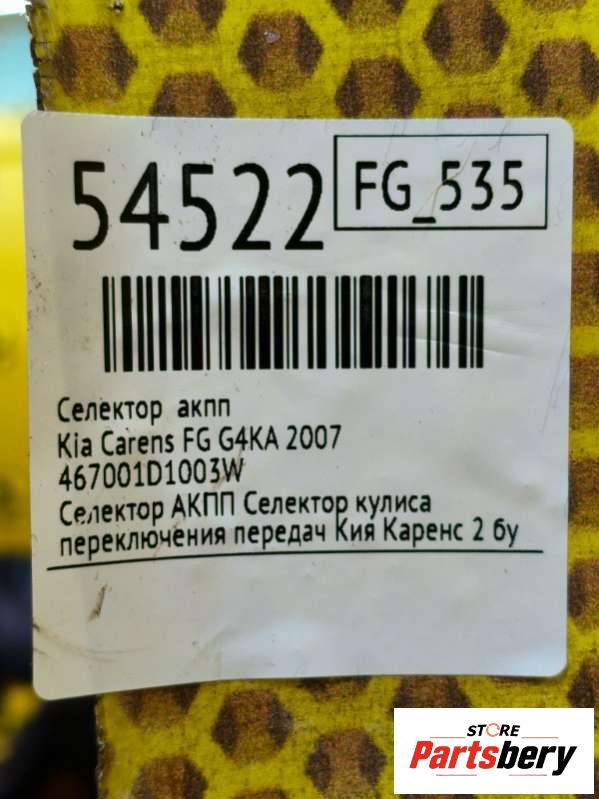 54522
FG_535
Селектор акпп
Kia Carens FG G4KA 2007
467001D1003W
Селектор АКПП Селектор кулиса
переключения передач Кия Каренс 2 бу
STORE
Partsbery